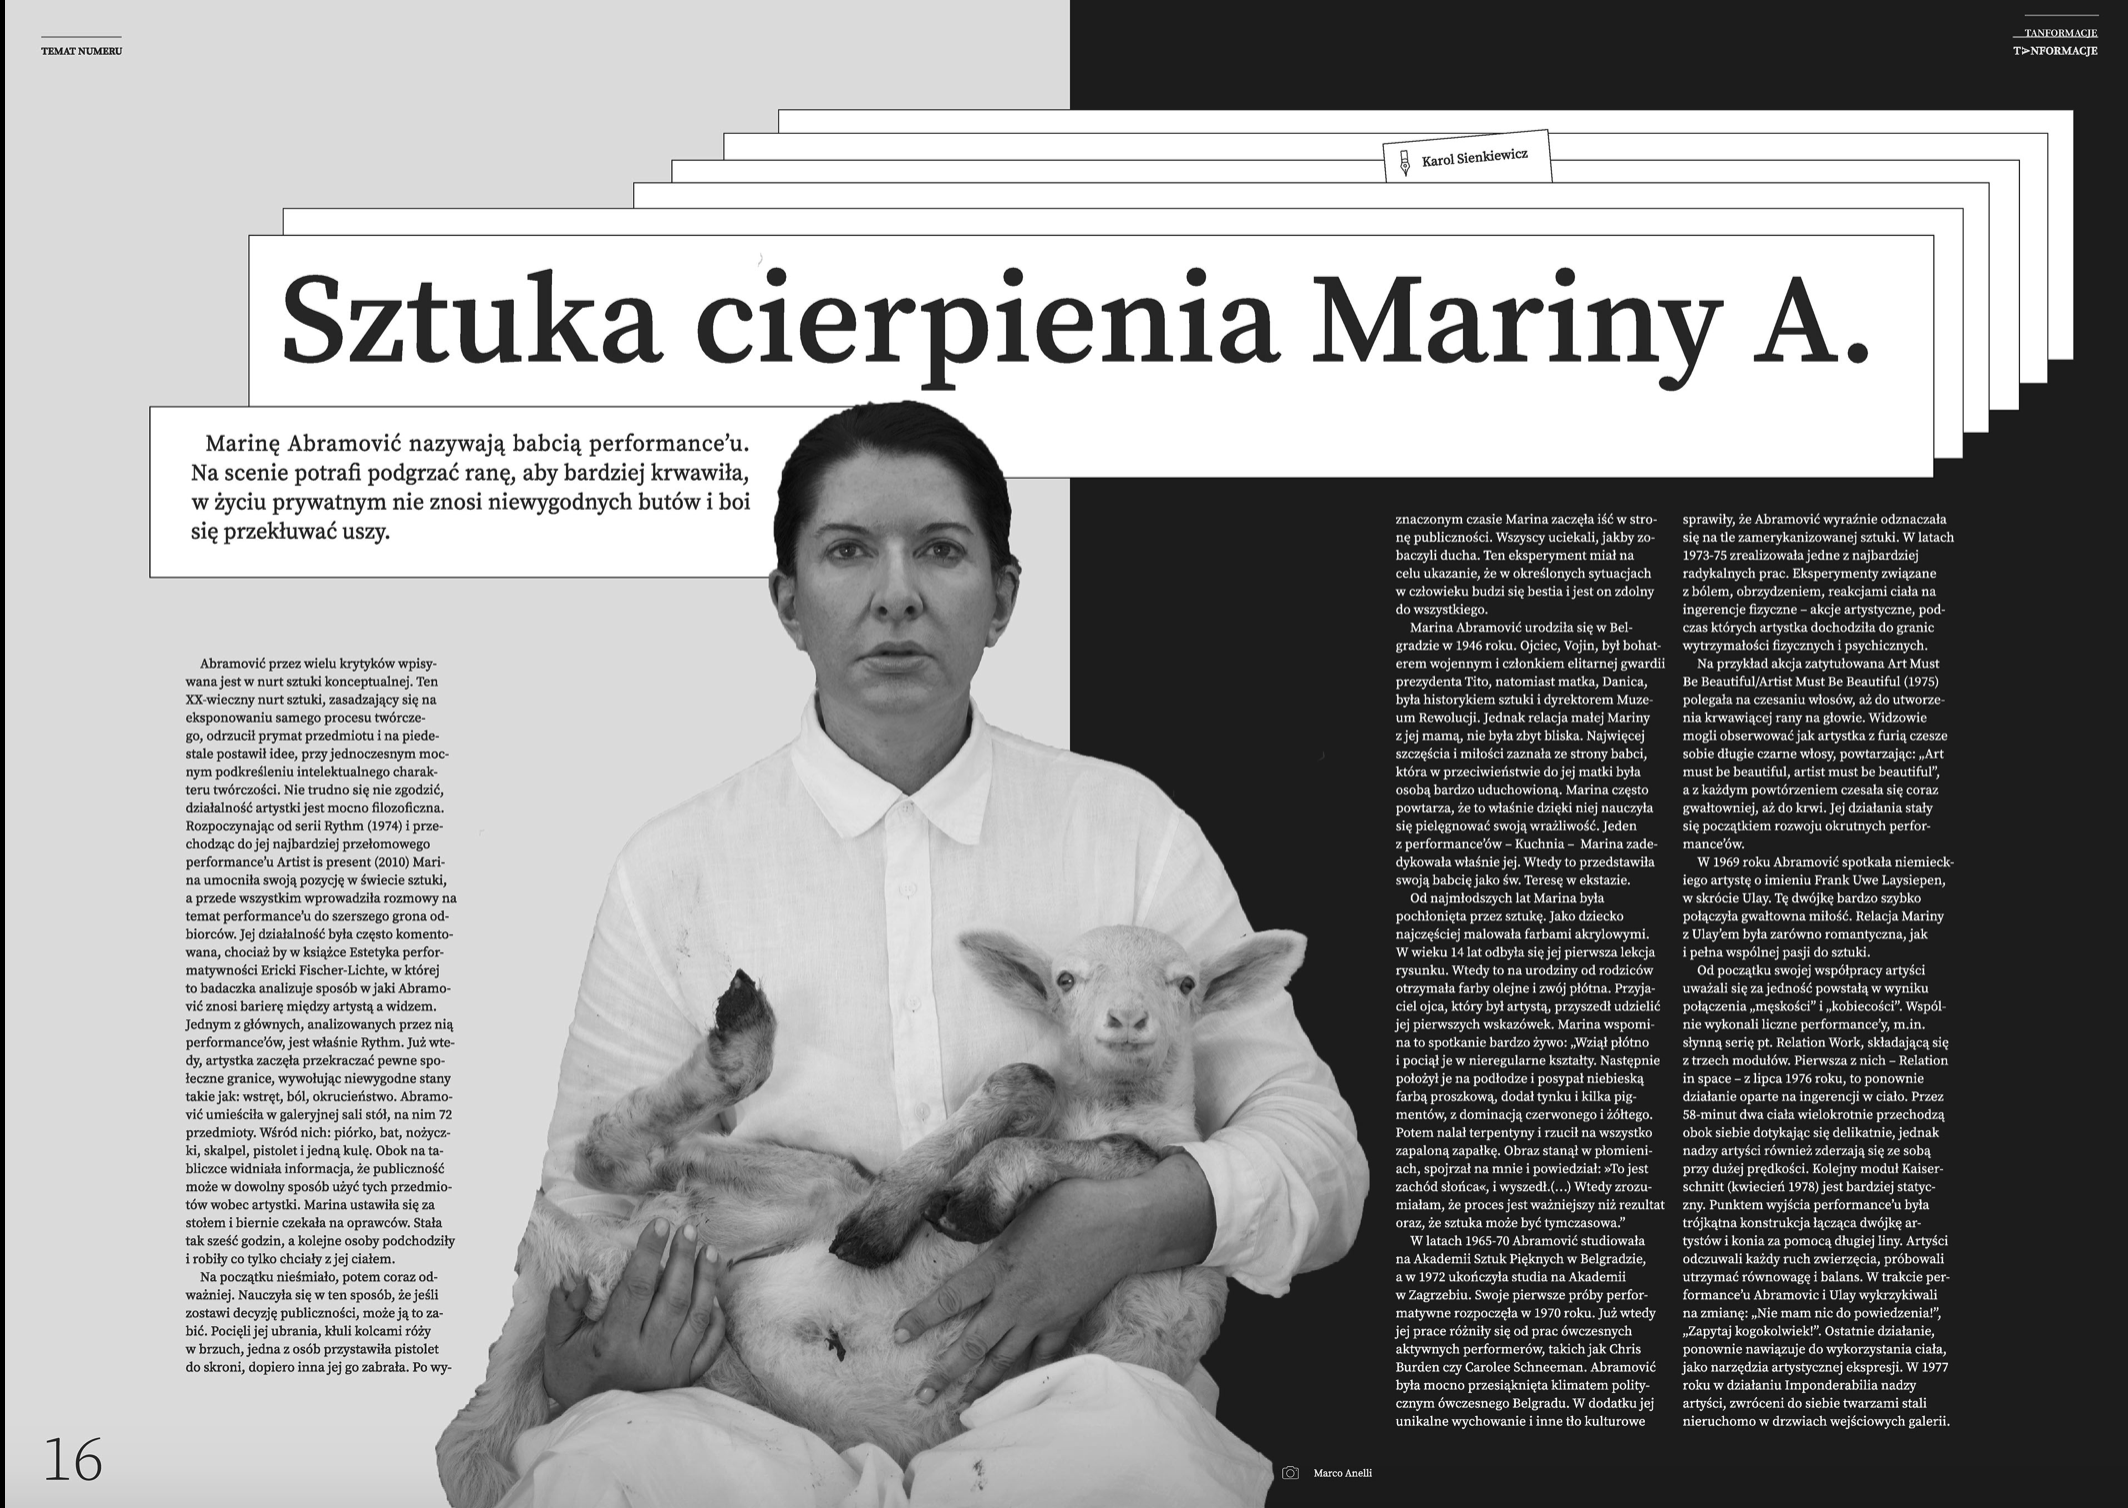 TEMAT NUMERU
TANFORMACJE
T>NFORMACJE
Karol Sienkiewicz
Sztuka cierpienia Mariny A.
Marinę Abramović nazywają babcią performance’u.
Na scenie potrafi podgrzać ranę, aby bardziej krwawiła,
w życiu prywatnym nie znosi niewygodnych butów i boi
się przekłuwać uszy.
Abramović przez wielu krytyków wpisy-
wana jest w nurt sztuki konceptualnej. Ten
XX-wieczny nurt sztuki, zasadzający się na
eksponowaniu samego procesu twórcze-
go, odrzucił prymat przedmiotu i na piede-
stale postawił idee, przy jednoczesnym moc-
nym podkreśleniu intelektualnego charak-
teru twórczości. Nie trudno się nie zgodzić,
działalność artystki jest mocno filozoficzna.
Rozpoczynając od serii Rythm (1974) i prze-
chodząc do jej najbardziej przełomowego
performance’u Artist is present (2010) Mari-
na umocniła swoją pozycję w świecie sztuki,
a przede wszystkim wprowadziła rozmowy na
temat performance’u do szerszego grona od-
biorców. Jej działalność była często komento-
wana, chociaż by w książce Estetyka perfor-
matywności Ericki Fischer-Lichte, w której
to badaczka analizuje sposób w jaki Abramo-
vić znosi barierę między artystą a widzem.
Jednym z głównych, analizowanych przez nią
performance’ów, jest właśnie Rythm. Już wte-
dy, artystka zaczęła przekraczać pewne spo-
łeczne granice, wywołując niewygodne stany
takie jak: wstręt, ból, okrucieństwo. Abramo-
vić umieściła w galeryjnej sali stół, na nim 72
przedmioty. Wśród nich: piórko, bat, nożycz-
ki, skalpel, pistolet i jedną kulę. Obok na ta-
bliczce widniała informacja, że publiczność
może w dowolny sposób użyć tych przedmio-
tów wobec artystki. Marina ustawiła się za
stołem i biernie czekała na oprawców. Stała
tak sześć godzin, a kolejne osoby podchodziły
i robiły co tylko chciały z jej ciałem.
Na początku nieśmiało, potem coraz od-
ważniej. Nauczyła się w ten sposób, że jeśli
zostawi decyzję publiczności, może ją to za-
bić. Pocięli jej ubrania, kłuli kolcami róży
w brzuch, jedna z osób przystawiła pistolet
do skroni, dopiero inna jej go zabrała. Po wy-
znaczonym czasie Marina zaczęła iść w stro-
nę publiczności. Wszyscy uciekali, jakby zo-
baczyli ducha. Ten eksperyment miał na
celu ukazanie, że w określonych sytuacjach
w człowieku budzi się bestia i jest on zdolny
do wszystkiego.
Marina Abramović urodziła się w Bel-
gradzie w 1946 roku. Ojciec, Vojin, był bohat-
erem wojennym i członkiem elitarnej gwardii
prezydenta Tito, natomiast matka, Danica,
była historykiem sztuki i dyrektorem Muze-
um Rewolucji. Jednak relacja małej Mariny
z jej mamą, nie była zbyt bliska. Najwięcej
szczęścia i miłości zaznała ze strony babci,
która w przeciwieństwie do jej matki była
osobą bardzo uduchowioną. Marina często
powtarza, że to właśnie dzięki niej nauczyła
się pielęgnować swoją wrażliwość. Jeden
z performance’ów – Kuchnia – Marina zade-
dykowała właśnie jej. Wtedy to przedstawiła
swoją babcię jako św. Teresę w ekstazie.
Od najmłodszych lat Marina była
pochłonięta przez sztukę. Jako dziecko
najczęściej malowała farbami akrylowymi.
W wieku 14 lat odbyła się jej pierwsza lekcja
rysunku. Wtedy to na urodziny od rodziców
otrzymała farby olejne i zwój płótna. Przyja-
ciel ojca, który był artystą, przyszedł udzielić
jej pierwszych wskazówek. Marina wspomi-
na to spotkanie bardzo żywo: „Wziął płótno
i pociął je w nieregularne kształty. Następnie
położył je na podłodze i posypał niebieską
farbą proszkową, dodał tynku i kilka pig-
mentów, z dominacją czerwonego i żółtego.
Potem nalał terpentyny i rzucił na wszystko
zapaloną zapałkę. Obraz stanął w płomieni-
ach, spojrzał na mnie i powiedział: »To jest
zachód słońca«, i wyszedł.(…) Wtedy zrozu-
miałam, że proces jest ważniejszy niż rezultat
oraz, że sztuka może być tymczasowa.”
W latach 1965-70 Abramović studiowała
na Akademii Sztuk Pięknych w Belgradzie,
a w 1972 ukończyła studia na Akademii
w Zagrzebiu. Swoje pierwsze próby perfor-
matywne rozpoczęła w 1970 roku. Już wtedy
jej prace różniły się od prac ówczesnych
aktywnych performerów, takich jak Chris
Burden czy Carolee Schneeman. Abramović
była mocno przesiąknięta klimatem polity-
cznym ówczesnego Belgradu. W dodatku jej
unikalne wychowanie i inne tło kulturowe
sprawiły, że Abramović wyraźnie odznaczała
się na tle zamerykanizowanej sztuki. W latach
1973-75 zrealizowała jedne z najbardziej
radykalnych prac. Eksperymenty związane
z bólem, obrzydzeniem, reakcjami ciała na
ingerencje fizyczne – akcje artystyczne, pod-
czas których artystka dochodziła do granic
wytrzymałości fizycznych i psychicznych.
Na przykład akcja zatytułowana Art Must
Be Beautiful/Artist Must Be Beautiful (1975)
polegała na czesaniu włosów, aż do utworze-
nia krwawiącej rany na głowie. Widzowie
mogli obserwować jak artystka z furią czesze
sobie długie czarne włosy, powtarzając: „Art
must be beautiful, artist must be beautiful”,
a z każdym powtórzeniem czesała się coraz
gwałtowniej, aż do krwi. Jej działania stały
się początkiem rozwoju okrutnych perfor-
mance’ów.
W 1969 roku Abramović spotkała niemieck-
iego artystę o imieniu Frank Uwe Laysiepen,
w skrócie Ulay. Tę dwójkę bardzo szybko
połączyła gwałtowna miłość. Relacja Mariny
z Ulay’em była zarówno romantyczna, jak
i pełna wspólnej pasji do sztuki.
Od początku swojej współpracy artyści
uważali się za jedność powstałą w wyniku
połączenia „męskości” i „kobiecości”. Wspól-
nie wykonali liczne performance’y, m.in.
słynną serię pt. Relation Work, składającą się
z trzech modułów. Pierwsza z nich – Relation
in space – z lipca 1976 roku, to ponownie
działanie oparte na ingerencji w ciało. Przez
58-minut dwa ciała wielokrotnie przechodzą
obok siebie dotykając się delikatnie, jednak
nadzy artyści również zderzają się ze sobą
przy dużej prędkości. Kolejny moduł Kaiser-
schnitt (kwiecień 1978) jest bardziej statyc-
zny. Punktem wyjścia performance’u była
trójkątna konstrukcja łącząca dwójkę ar-
tystów i konia za pomocą długiej liny. Artyści
odczuwali każdy ruch zwierzęcia, próbowali
utrzymać równowagę i balans. W trakcie per-
formance’u Abramovic i Ulay wykrzykiwali
na zmianę: „Nie mam nic do powiedzenia!”,
„Zapytaj kogokolwiek!”. Ostatnie działanie,
ponownie nawiązuje do wykorzystania ciała,
jako narzędzia artystycznej ekspresji. W 1977
roku w działaniu Imponderabilia nadzy
artyści, zwróceni do siebie twarzami stali
nieruchomo w drzwiach wejściowych galerii.
16
Marco Anelli